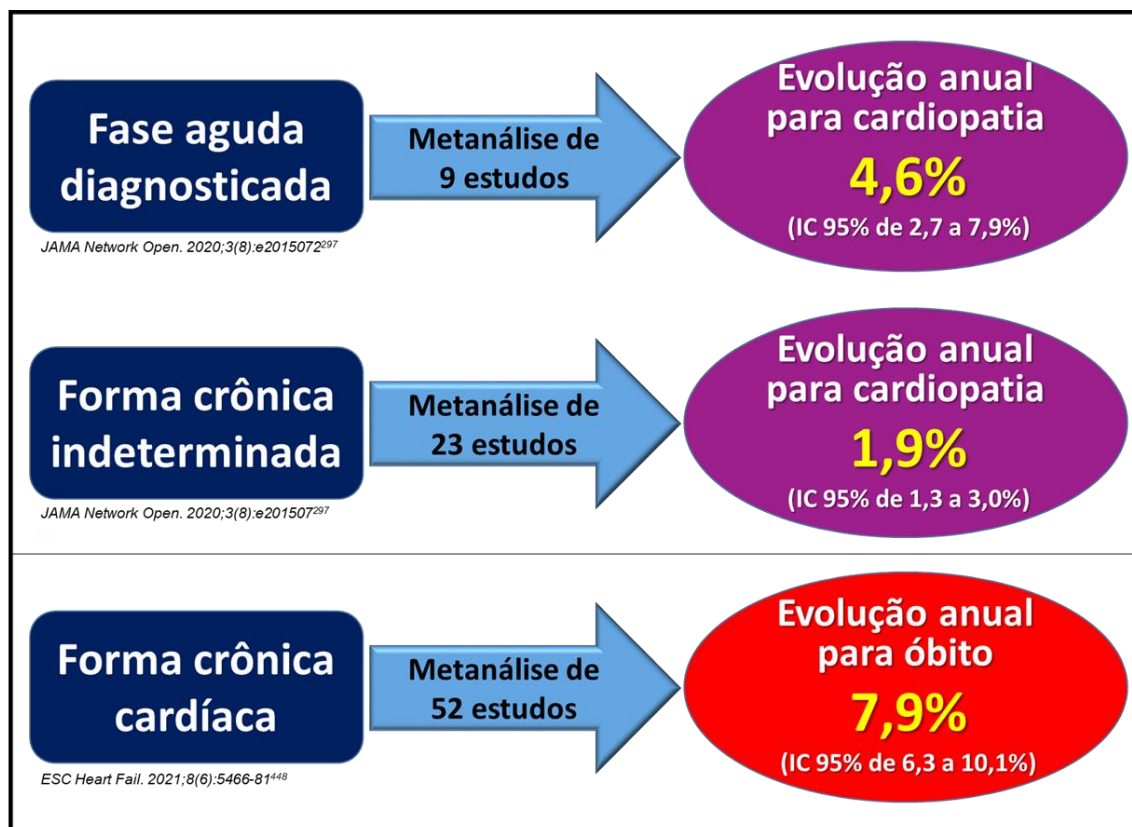 Fase aguda
diagnosticada
JAMA Network Open. 2020;3(8):e2015072²⁹⁷
Metanálise de
9 estudos
Evolução anual
para cardiopatia
4,6%
(IC 95% de 2,7 a 7,9%)
Forma crônica
indeterminada
JAMA Network Open. 2020;3(8):e201507²⁹⁷
Metanálise de
23 estudos
Evolução anual
para cardiopatia
1,9%
(IC 95% de 1,3 a 3,0%)
Forma crônica
cardíaca
ESC Heart Fail. 2021;8(6):5466-81⁴⁴⁸
Metanálise de
52 estudos
Evolução anual
para óbito
7,9%
(IC 95% de 6,3 a 10,1%)